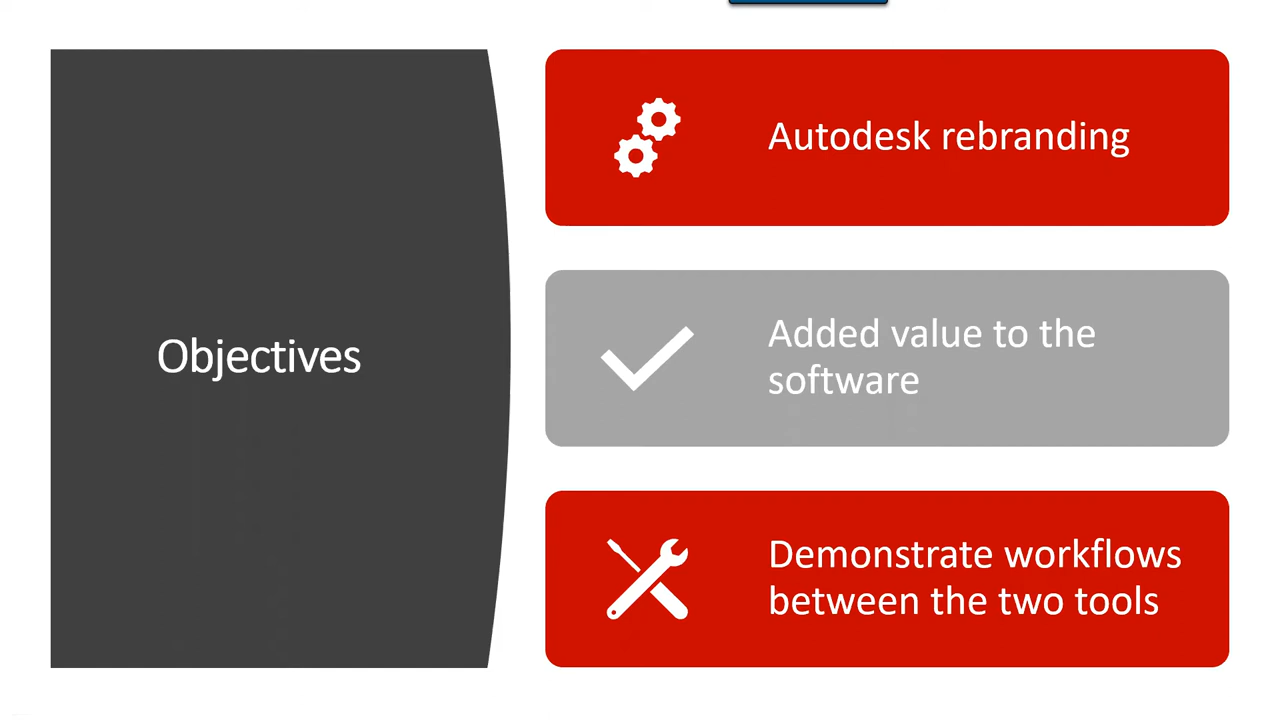 Objectives
Autodesk rebranding
Added value to the
software
Demonstrate workflows
between the two tools